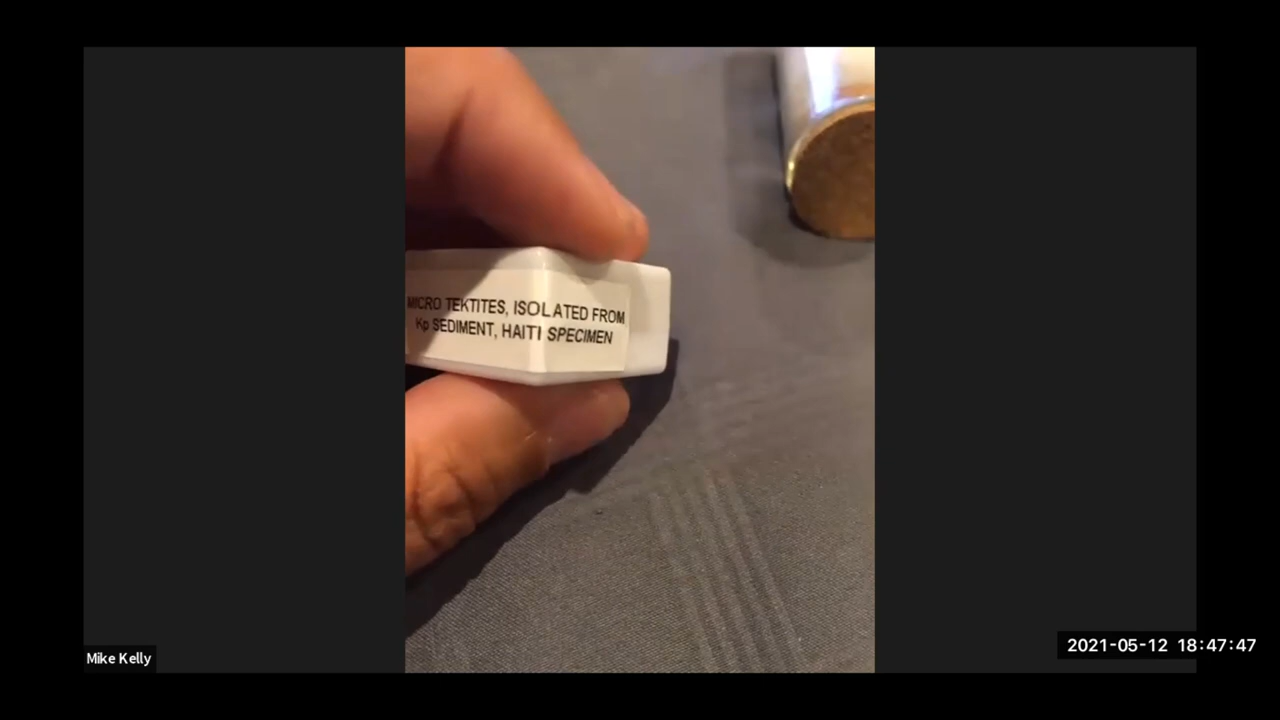 MICRO TEKTITES, ISOLATED FROM
Kp SEDIMENT, HAITI SPECIMEN
Mike Kelly
2021-05-12 18:47:47